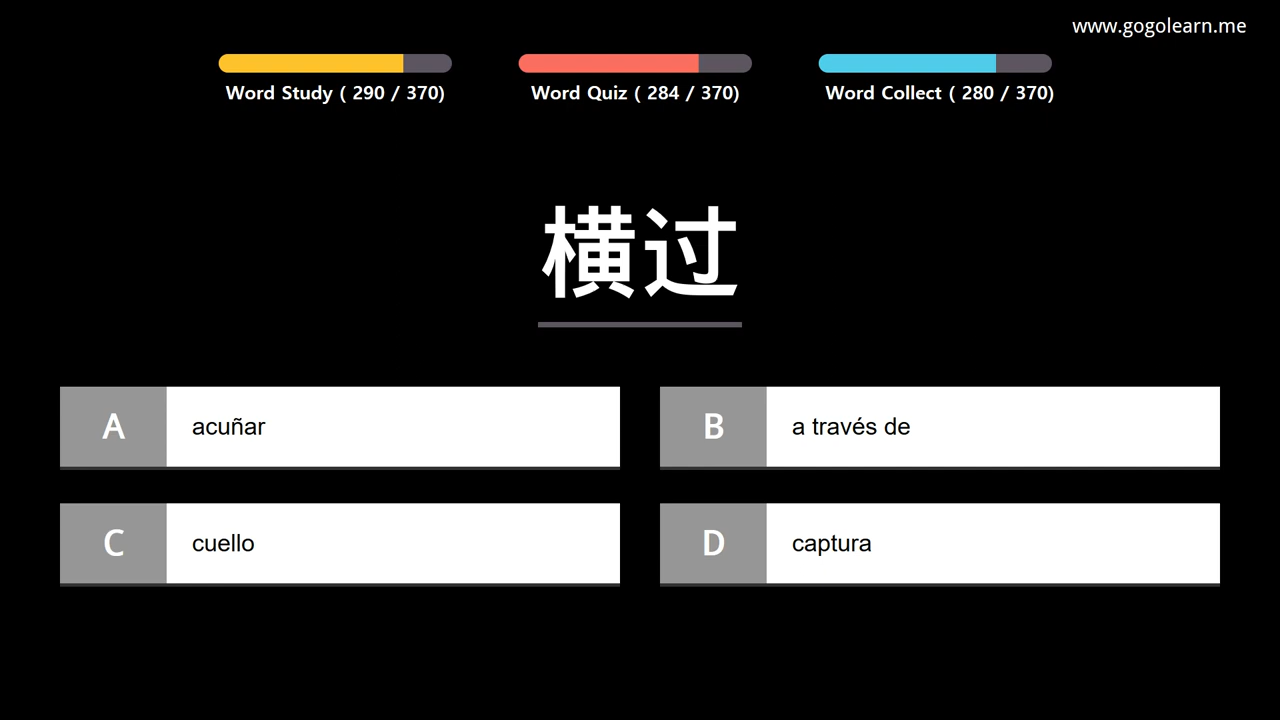 www.gogolearn.me
Word Study ( 290 / 370)
Word Quiz ( 284 / 370)
Word Collect ( 280 / 370)
横过
A acuñar
B a través de
C cuello
D captura